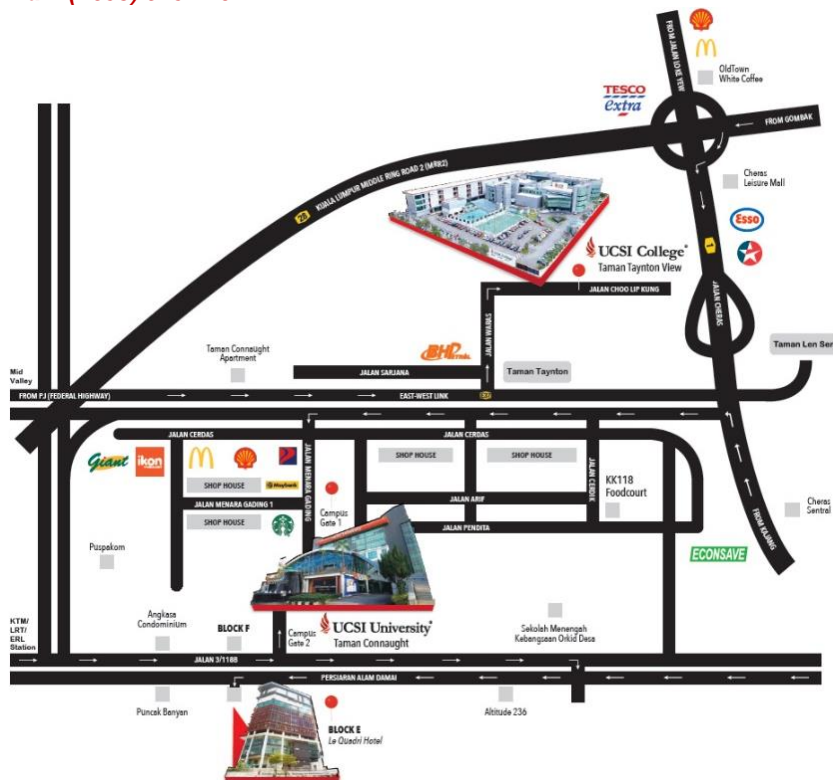 FROM JALAN LOKE YEW
OldTown
White Coffee
TESCO
extra
FROM GOMBAK
Cheras
Leisure Mall
KUALA LUMPUR MIDDLE RING ROAD 2 (MRR2)
28
Esso
1
UCSI College
Taman Taynton View
JALAN CHOO LIP KUNG
JALAN CHERAS
JALAN WARAS
Taman Connaught
Apartment
BHPetrol
Taman Len Sen
JALAN SARJANA
Taman Taynton
Mid
Valley
FROM PJ (FEDERAL HIGHWAY)
EAST-WEST LINK
JALAN CERDAS
JALAN CERDAS
JALAN MENARA GADING
Giant
ikon
SHOP HOUSE
SHOP HOUSE
SHOP HOUSE
Maybank
JALAN CERDIK
KK118
Foodcourt
JALAN MENARA GADING 1
JALAN ARIF
SHOP HOUSE
Campus
Gate 1
JALAN PENDITA
Cheras
Sentral
FROM KAJANG
Puspakom
ECONSAVE
Angkasa
Condominium
KTM/
LRT/
ERL
Station
BLOCK F
Campus
Gate 2
UCSI University
Taman Connaught
Sekolah Menengah
Kebangsaan Orkid Desa
JALAN 3/118B
PERSIARAN ALAM DAMAI
Puncak Banyan
BLOCK E
Le Quadri Hotel
Altitude 236